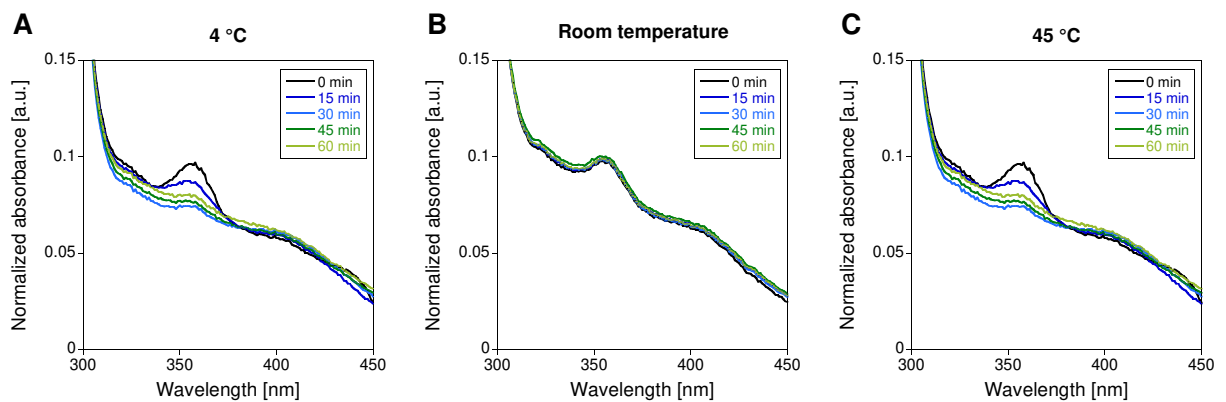 A
4 °C
Normalized absorbance [a.u.]
0.15
0.1
0.05
0
300
350
400
450
Wavelength [nm]
0 min
15 min
30 min
45 min
60 min
B
Room temperature
Normalized absorbance [a.u.]
0.15
0.1
0.05
0
300
350
400
450
Wavelength [nm]
0 min
15 min
30 min
45 min
60 min
C
45 °C
Normalized absorbance [a.u.]
0.15
0.1
0.05
0
300
350
400
450
Wavelength [nm]
0 min
15 min
30 min
45 min
60 min